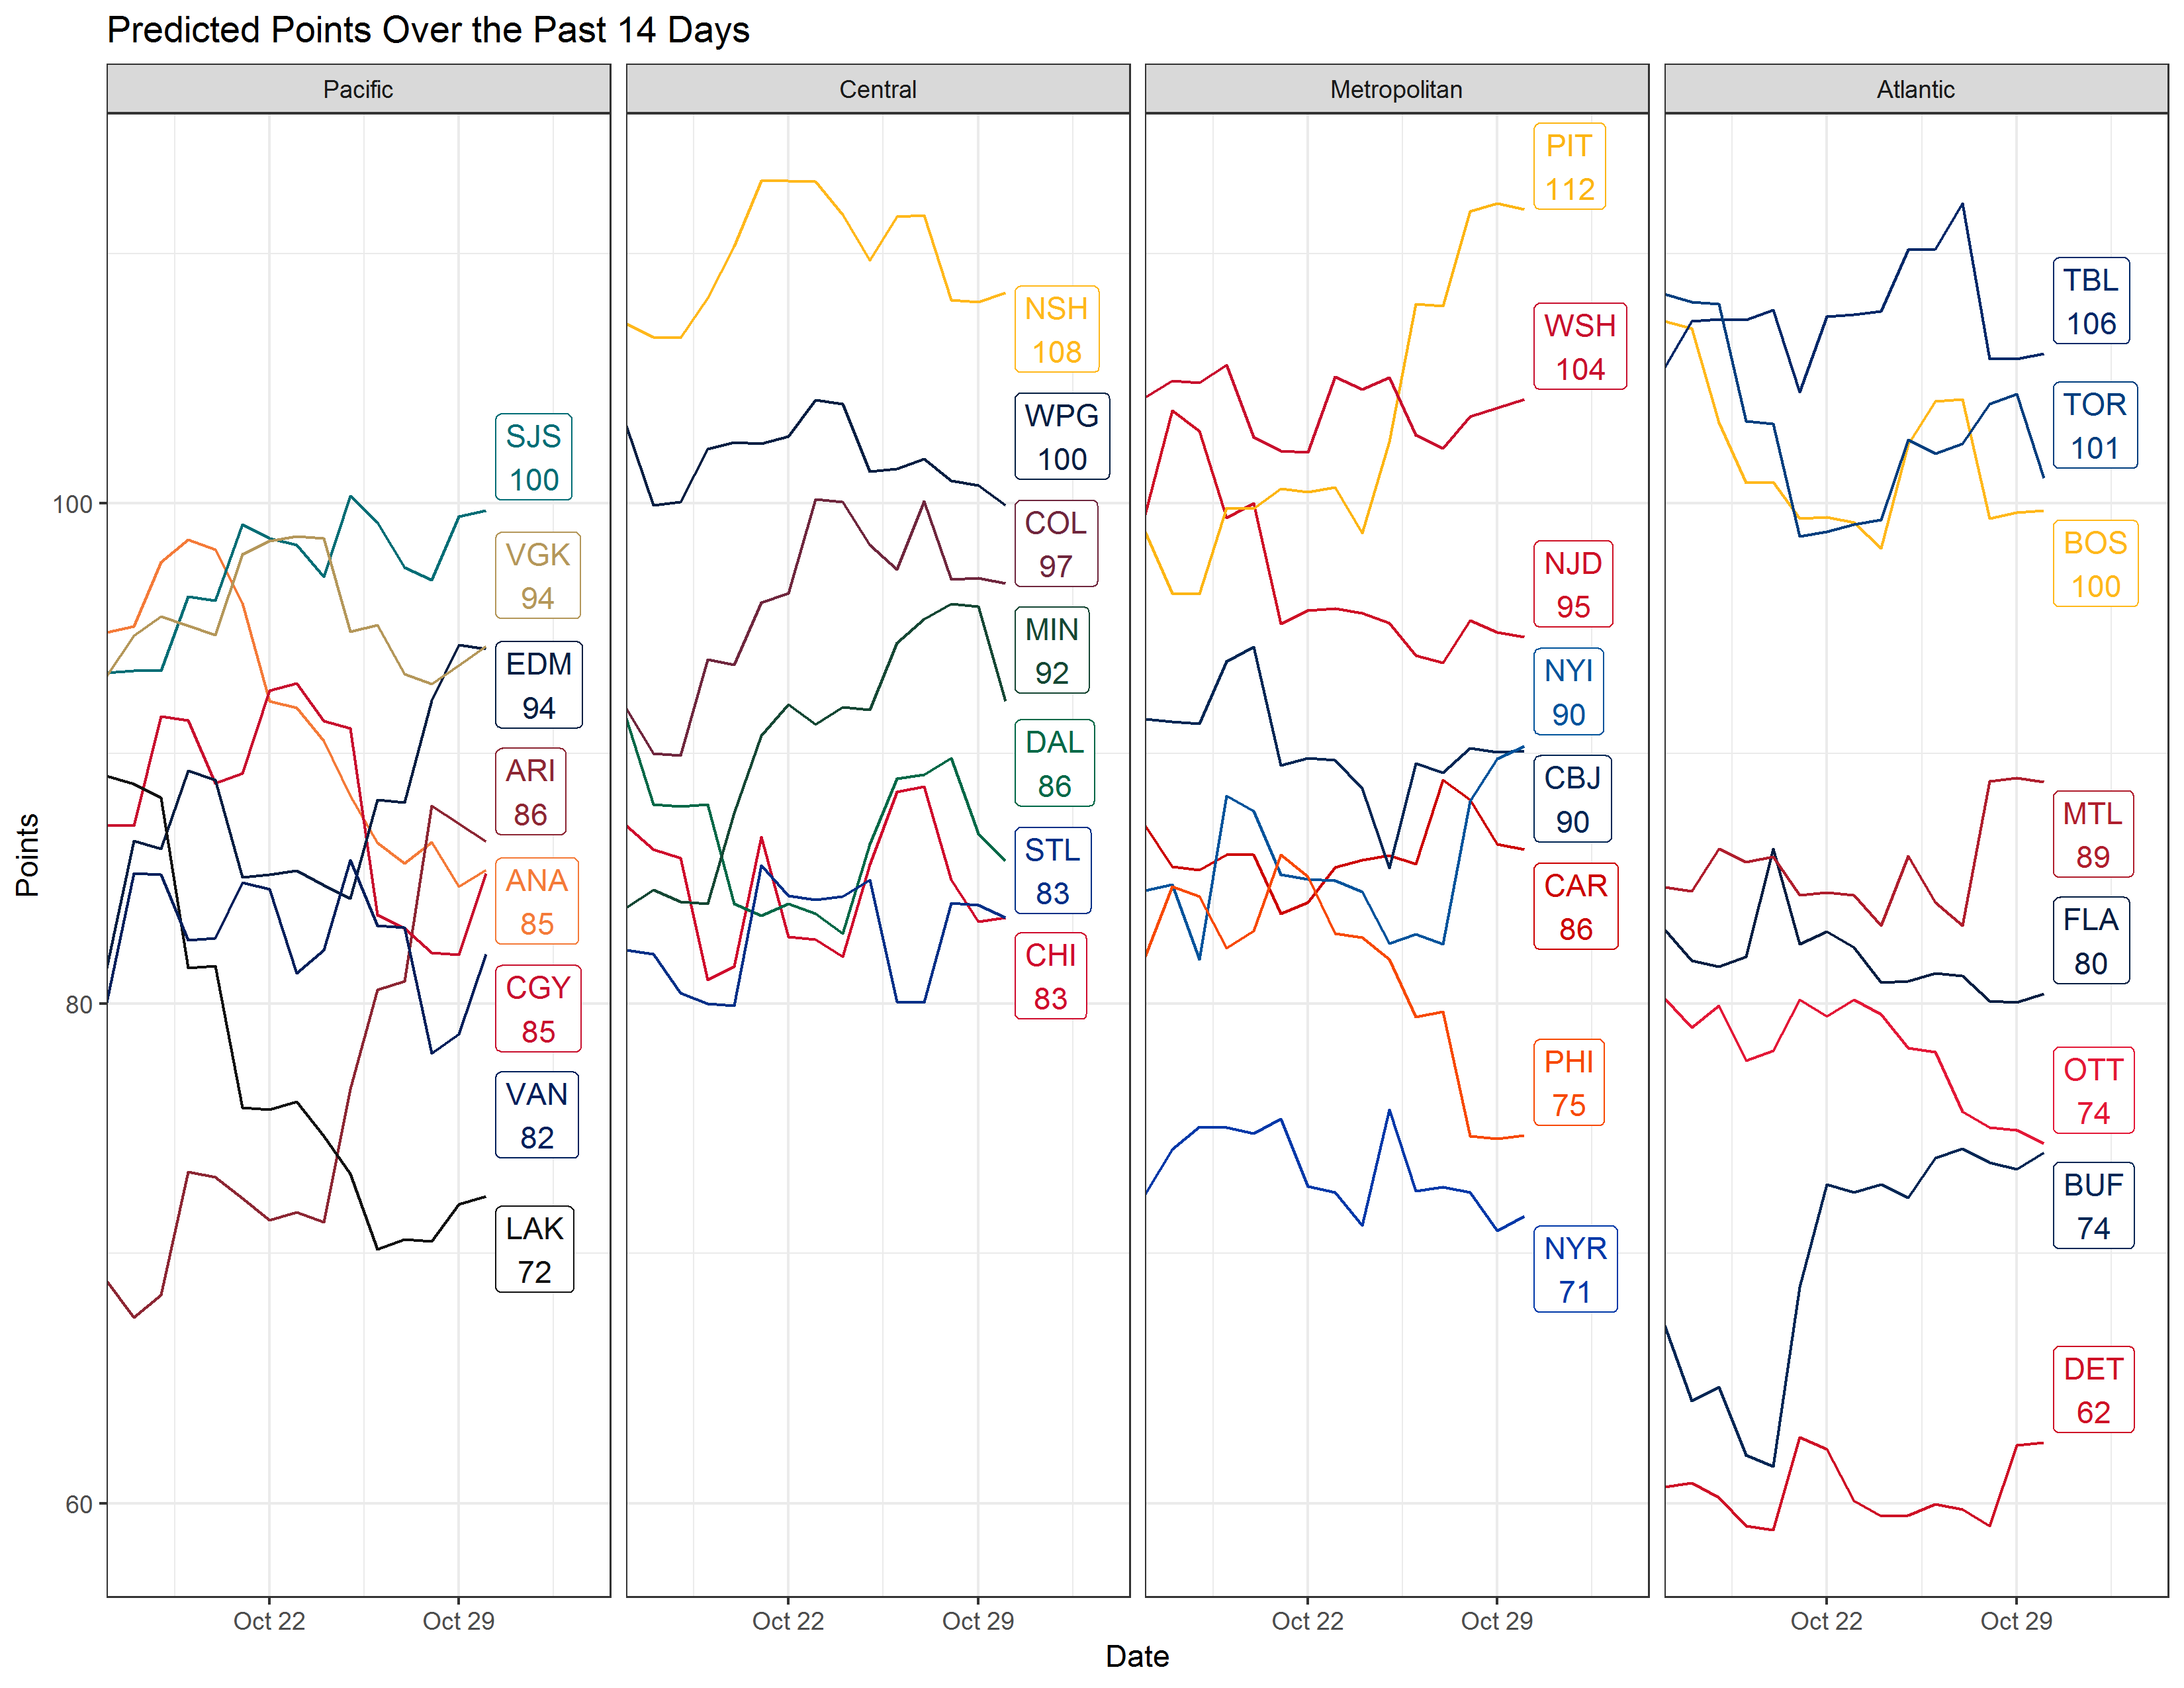 Predicted Points Over the Past 14 Days
Pacific
Central
Metropolitan
Atlantic
Points
100
80
60
SJS
100
VGK
94
EDM
94
ARI
86
ANA
85
CGY
85
VAN
82
LAK
72
NSH
108
WPG
100
COL
97
MIN
92
DAL
86
STL
83
CHI
83
PIT
112
WSH
104
NJD
95
NYI
90
CBJ
90
CAR
86
PHI
75
NYR
71
TBL
106
TOR
101
BOS
100
MTL
89
FLA
80
OTT
74
BUF
74
DET
62
Oct 22
Oct 29
Oct 22
Oct 29
Oct 22
Oct 29
Oct 22
Oct 29
Date